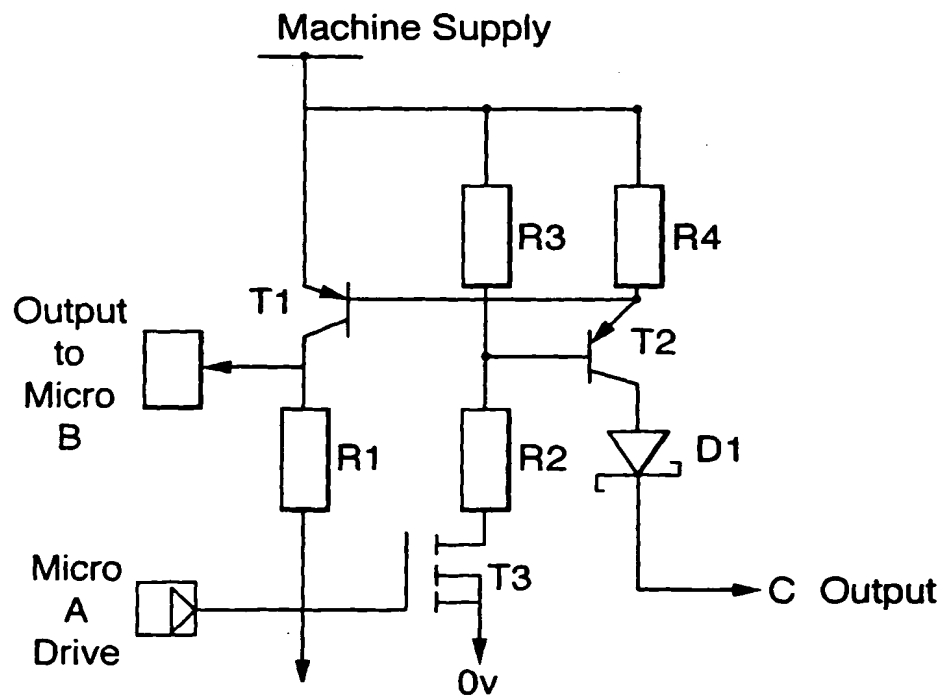 Machine Supply
R3
R4
T1
Output
to
Micro
B
T2
R1
R2
D1
Micro
A
Drive
T3
C Output
0v